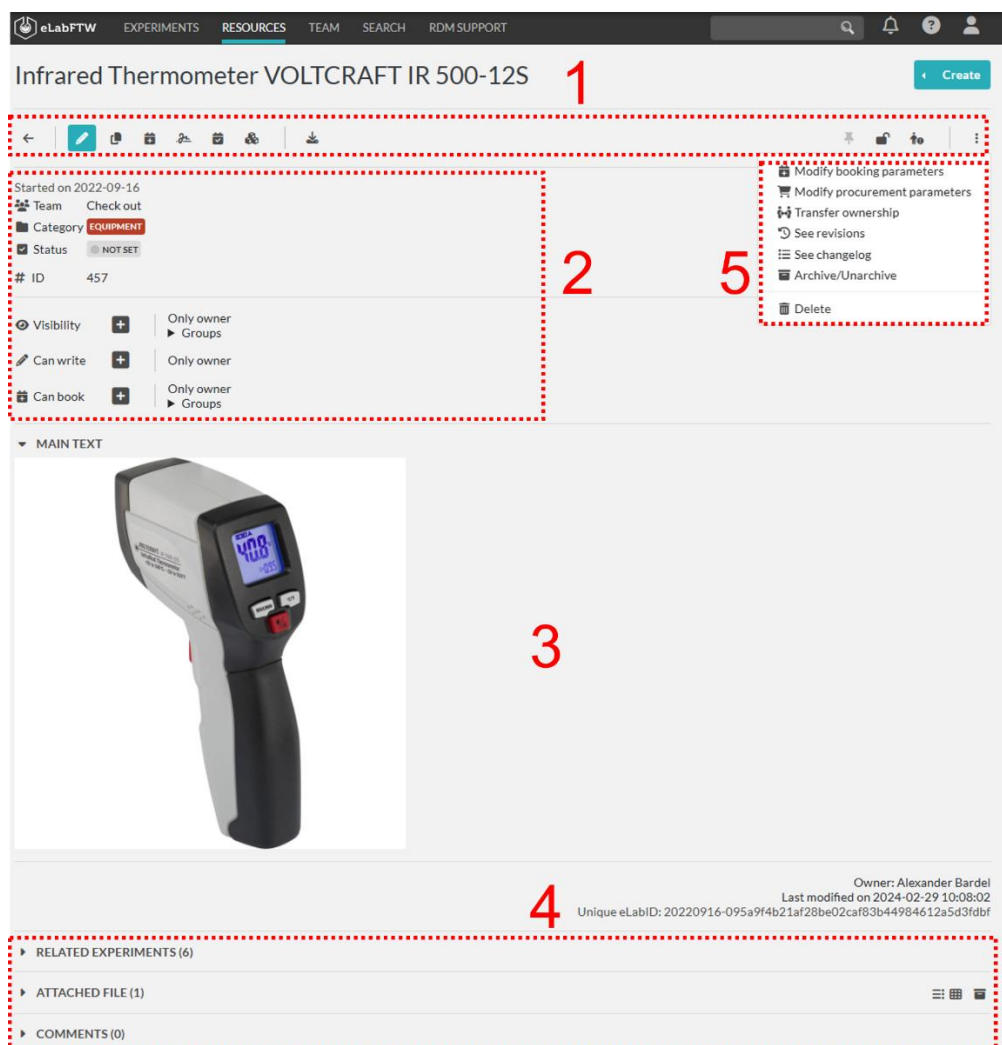 eLabFTW EXPERIMENTS RESOURCES TEAM SEARCH RDM SUPPORT
Infrared Thermometer VOLTCRAFT IR 500-12S
1
Create
Started on 2022-09-16
Team Check out
Category EQUIPMENT
Status NOT SET
# ID 457
2
Visibility Only owner
Groups
Can write Only owner
Can book Only owner
Groups
Modify booking parameters
Modify procurement parameters
Transfer ownership
See revisions
See changelog
Archive/Unarchive
Delete
5
MAIN TEXT
VOLTCRAFT
40.8
3
Owner: Alexander Bardel
Last modified on 2024-02-29 10:08:02
Unique eLabID: 20220916-095a9f4b21af28be02caf83b44984612a5d3fdbf
4
RELATED EXPERIMENTS (6)
ATTACHED FILE (1)
COMMENTS (0)